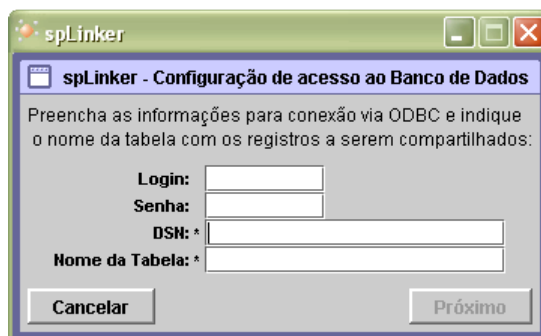 spLinker
spLinker - Configuração de acesso ao Banco de Dados
Preencha as informações para conexão via ODBC e indique
o nome da tabela com os registros a serem compartilhados:
Login:
Senha:
DSN: *
Nome da Tabela: *
Cancelar Próximo